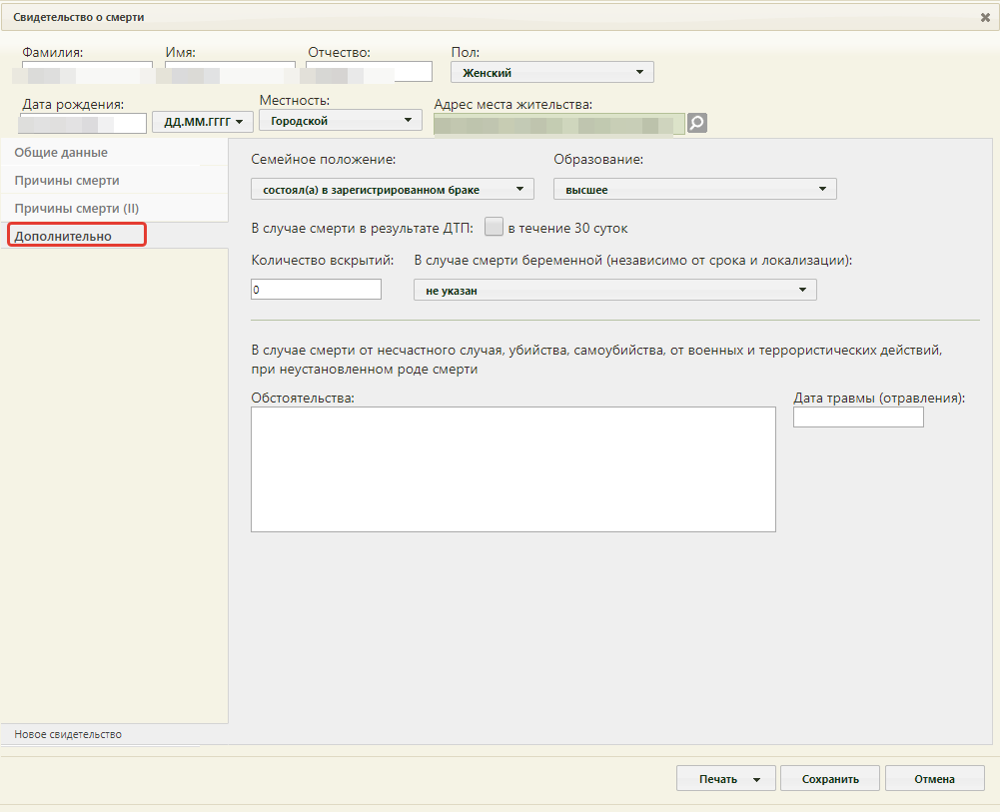 Свидетельство о смерти
Фамилия: Имя: Отчество: Пол:
Женский
Дата рождения: Местность: Адрес места жительства:
ДД.ММ.ГГГГ Городской
Общие данные
Причины смерти
Причины смерти (II)
Дополнительно
Семейное положение: Образование:
состоял(а) в зарегистрированном браке высшее
В случае смерти в результате ДТП: в течение 30 суток
Количество вскрытий: В случае смерти беременной (независимо от срока и локализации):
0 не указан
В случае смерти от несчастного случая, убийства, самоубийства, от военных и террористических действий,
при неустановленном роде смерти
Обстоятельства: Дата травмы (отравления):
Новое свидетельство
Печать Сохранить Отмена